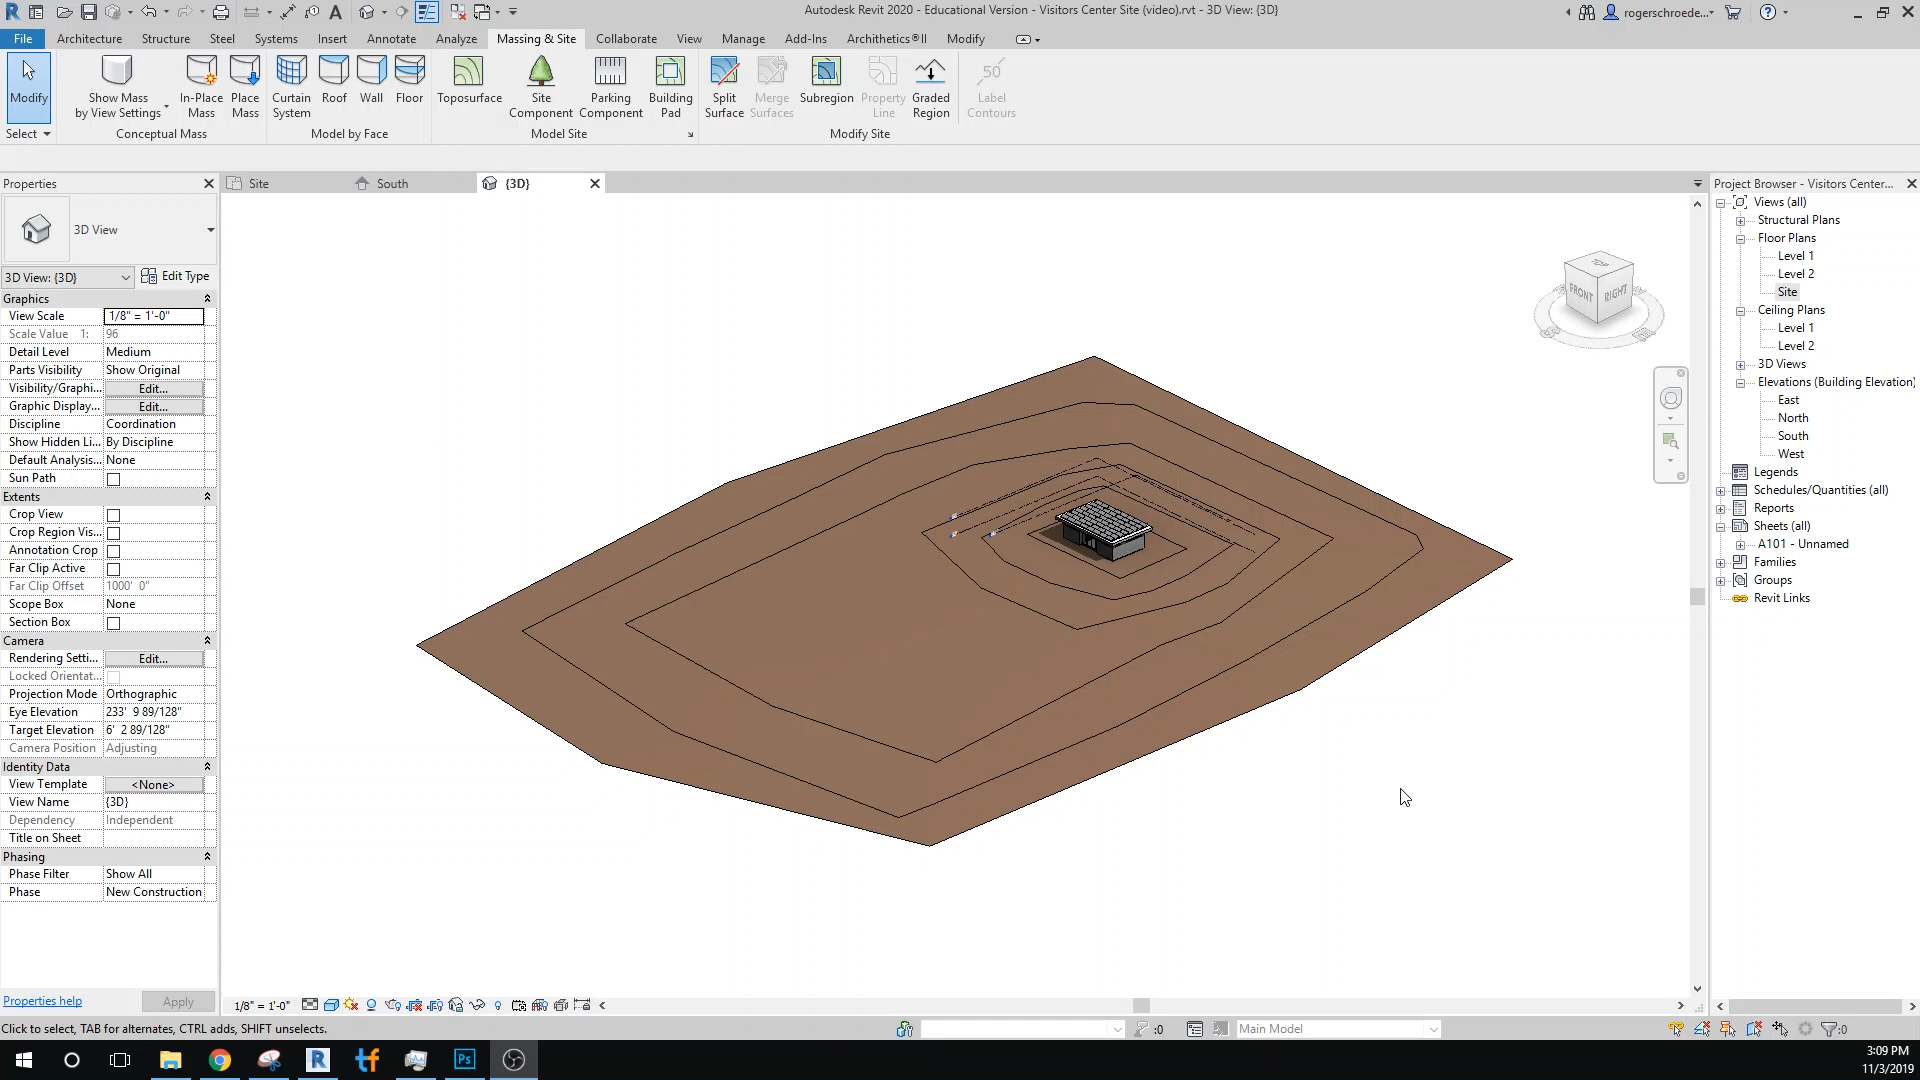 Autodesk Revit 2020 - Educational Version - Visitors Center Site (video).rvt - 3D View: {3D}
rogerschroede...
File Architecture Structure Steel Systems Insert Annotate Analyze Massing & Site Collaborate View Manage Add-Ins Archithetics®II Modify
Modify
Show Mass
by View Settings
In-Place
Mass
Place
Mass
Curtain
System
Roof
Wall
Floor
Toposurface
Site
Component
Parking
Component
Building
Pad
Split
Surface
Merge
Surfaces
Subregion
Property
Line
Graded
Region
50
Label
Contours
Select
Conceptual Mass
Model by Face
Model Site
Modify Site
Properties
Site
South
{3D}
3D View
3D View: {3D}
Edit Type
Graphics
View Scale 1/8" = 1'-0"
Scale Value 1: 96
Detail Level Medium
Parts Visibility Show Original
Visibility/Graphi... Edit...
Graphic Display... Edit...
Discipline Coordination
Show Hidden Li... By Discipline
Default Analysis... None
Sun Path
Extents
Crop View
Crop Region Vis...
Annotation Crop
Far Clip Active
Far Clip Offset 1000' 0"
Scope Box None
Section Box
Camera
Rendering Setti... Edit...
Locked Orientat...
Projection Mode Orthographic
Eye Elevation 233' 9 89/128"
Target Elevation 6' 2 89/128"
Camera Position Adjusting
Identity Data
View Template <None>
View Name {3D}
Dependency Independent
Title on Sheet
Phasing
Phase Filter Show All
Phase New Construction
Properties help
Apply
TOP
FRONT
RIGHT
Project Browser - Visitors Center...
Views (all)
Structural Plans
Floor Plans
Level 1
Level 2
Site
Ceiling Plans
Level 1
Level 2
3D Views
Elevations (Building Elevation)
East
North
South
West
Legends
Schedules/Quantities (all)
Reports
Sheets (all)
A101 - Unnamed
Families
Groups
Revit Links
1/8" = 1'-0"
Click to select, TAB for alternates, CTRL adds, SHIFT unselects.
:0
Main Model
:0
3:09 PM
11/3/2019